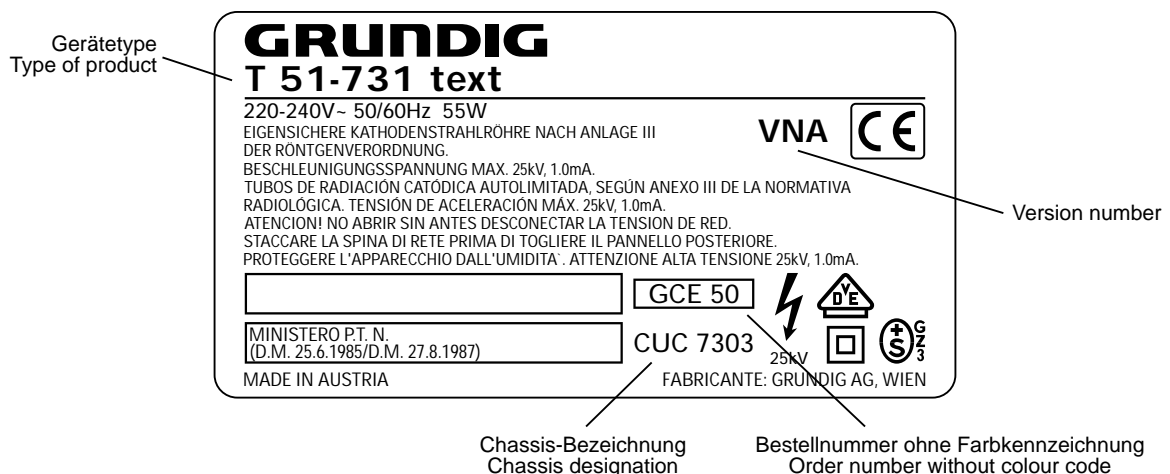 Gerätetype
Type of product
GRUNDIG
T 51-731 text
220-240V~ 50/60Hz 55W
EIGENSICHERE KATHODENSTRAHLRÖHRE NACH ANLAGE III
DER RÖNTGENVERORDNUNG.
BESCHLEUNIGUNGSSPANNUNG MAX. 25kV, 1.0mA.
TUBOS DE RADIACIÓN CATÓDICA AUTOLIMITADA, SEGÚN ANEXO III DE LA NORMATIVA
RADIOLÓGICA. TENSIÓN DE ACELERACIÓN MÁX. 25kV, 1.0mA.
ATENCION! NO ABRIR SIN ANTES DESCONECTAR LA TENSION DE RED.
STACCARE LA SPINA DI RETE PRIMA DI TOGLIERE IL PANNELLO POSTERIORE.
PROTEGGERE L'APPARECCHIO DALL'UMIDITA`. ATTENZIONE ALTA TENSIONE 25kV, 1.0mA.
VNA
CE
Version number
GCE 50
DVE
MINISTERO P.T. N.
(D.M. 25.6.1985/D.M. 27.8.1987)
CUC 7303
25kV
+S
GZ3
MADE IN AUSTRIA
FABRICANTE: GRUNDIG AG, WIEN
Chassis-Bezeichnung
Chassis designation
Bestellnummer ohne Farbkennzeichnung
Order number without colour code